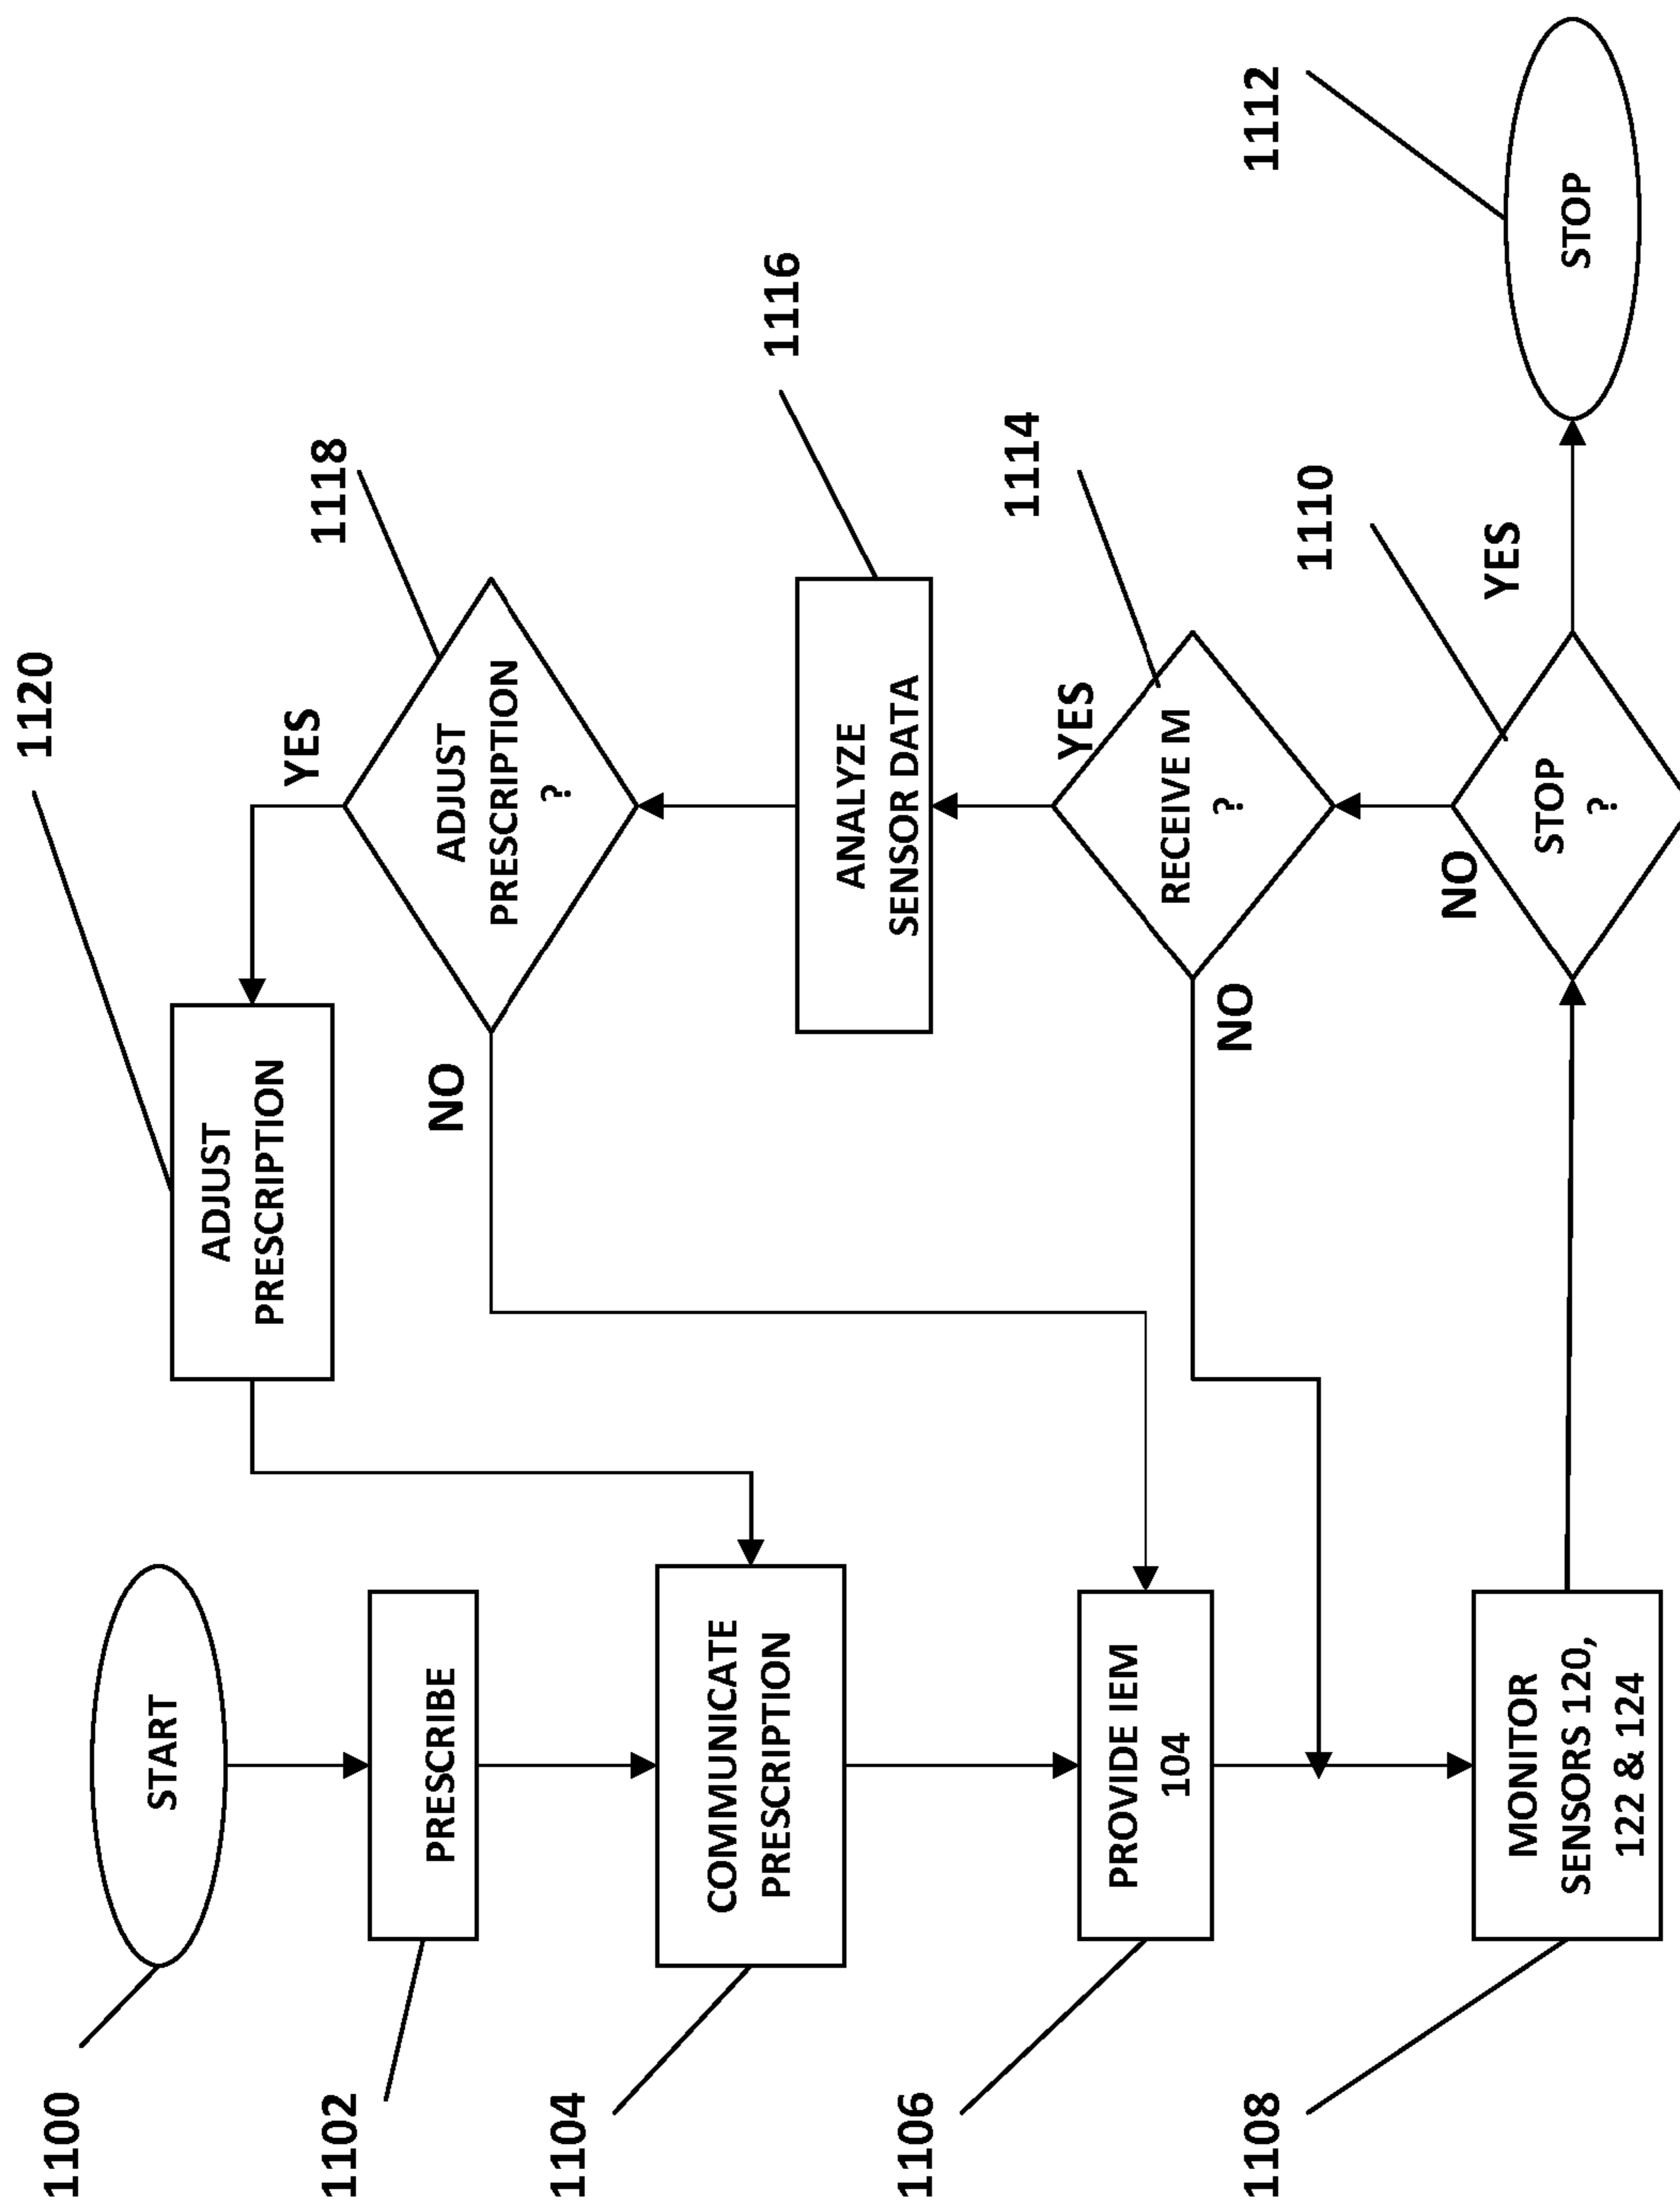 1100
START
1102
PRESCRIBE
1104
COMMUNICATE
PRESCRIPTION
1106
PROVIDE IEM
104
1108
MONITOR
SENSORS 120,
122 & 124
1110
STOP
?
YES
NO
1112
STOP
1114
RECEIVE M
?
YES
NO
1116
ANALYZE
SENSOR DATA
1118
ADJUST
PRESCRIPTION
?
YES
NO
1120
ADJUST
PRESCRIPTION